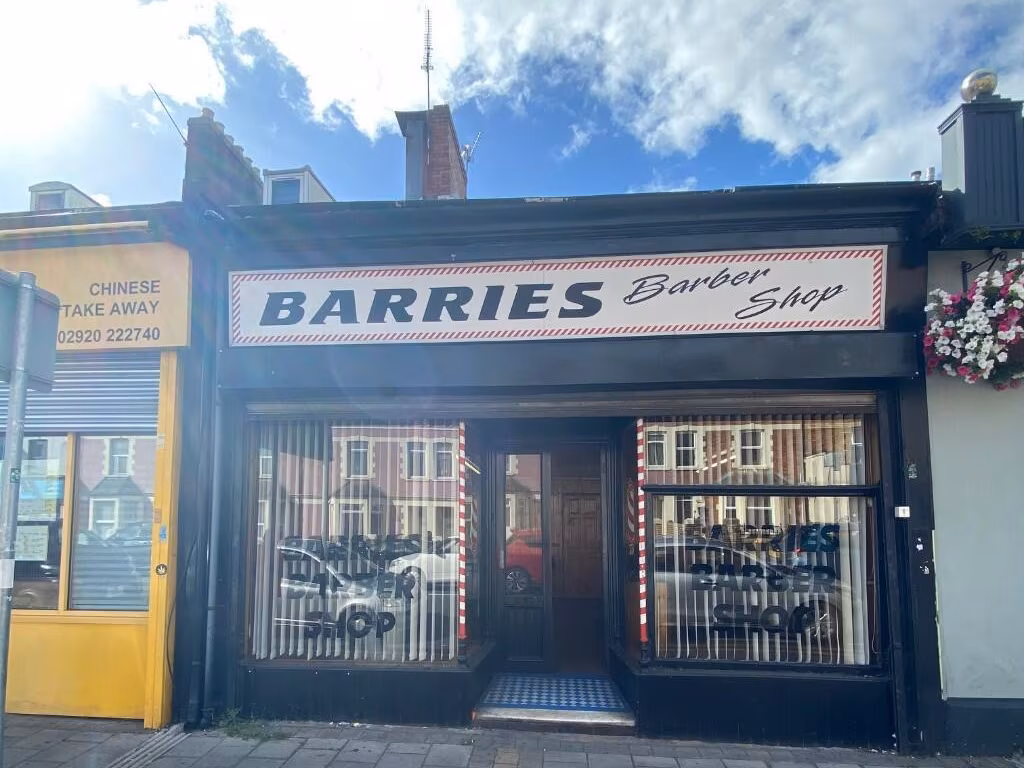 CHINESE
TAKE AWAY
02920 222740
BARRIES Barber Shop
BARRIES
BARBER
SHOP
BARRIES
BARBER
SHOP